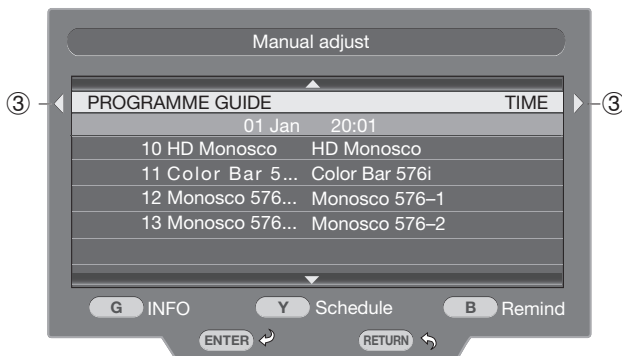 Manual adjust
③ ③
PROGRAMME GUIDE TIME
01 Jan 20:01
10 HD Monosco HD Monosco
11 Color Bar 5... Color Bar 576i
12 Monosco 576... Monosco 576–1
13 Monosco 576... Monosco 576–2
G INFO Y Schedule B Remind
ENTER RETURN